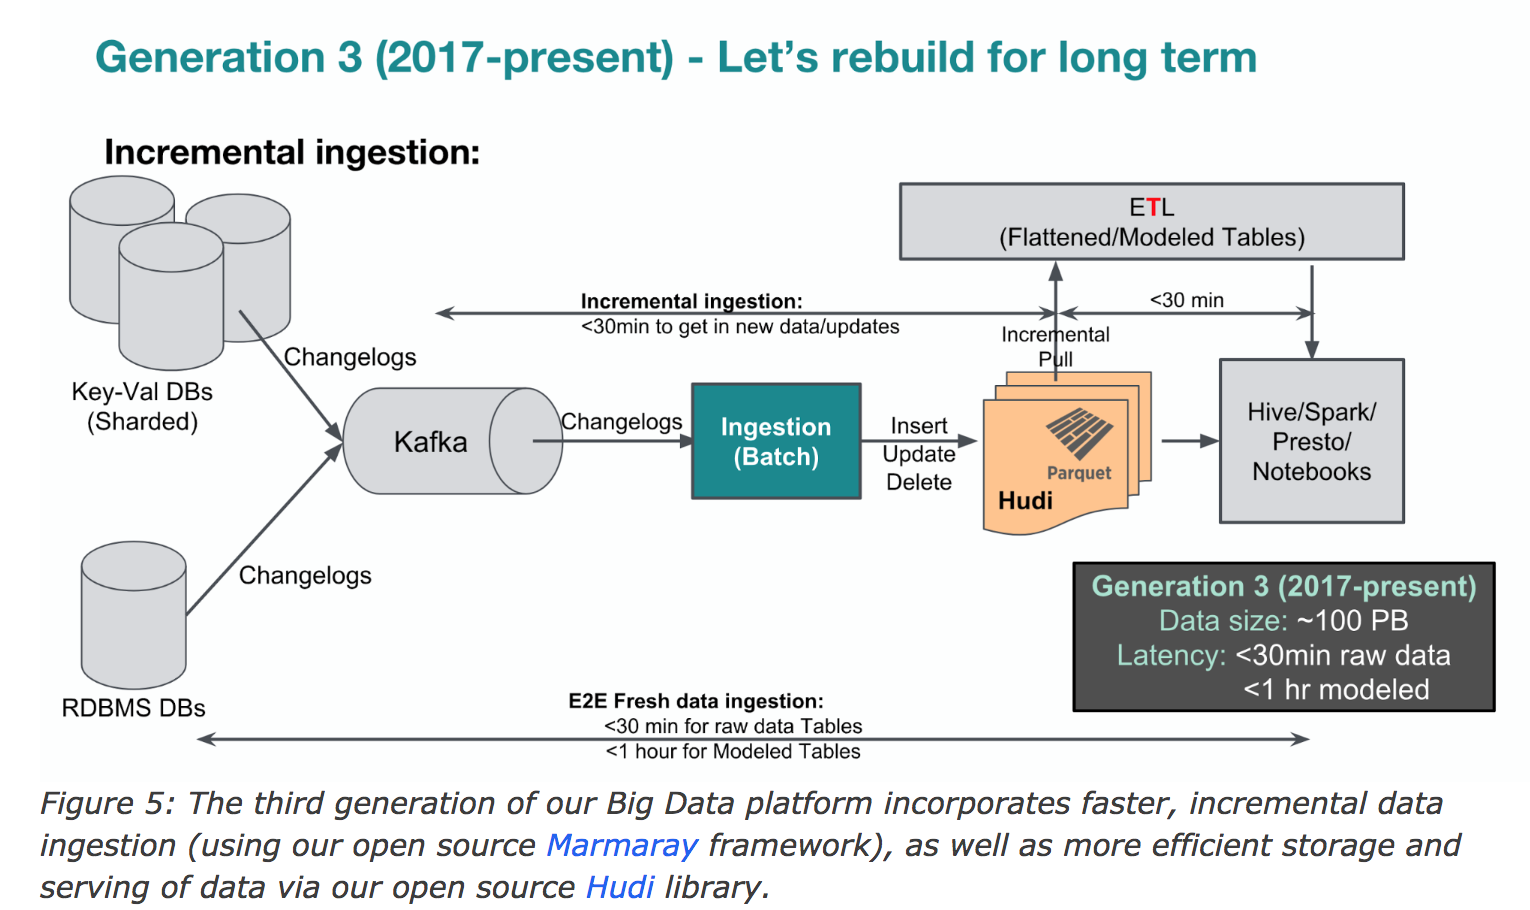 Generation 3 (2017-present) - Let's rebuild for long term
Incremental ingestion:
Key-Val DBs
(Sharded)
Changelogs
RDBMS DBs
Changelogs
Kafka
Changelogs
Incremental ingestion:
<30min to get in new data/updates
Ingestion
(Batch)
Insert
Update
Delete
ETL
(Flattened/Modeled Tables)
<30 min
Incremental
Pull
Parquet
Hudi
Hive/Spark/
Presto/
Notebooks
Generation 3 (2017-present)
Data size: ~100 PB
Latency: <30min raw data
<1 hr modeled
E2E Fresh data ingestion:
<30 min for raw data Tables
<1 hour for Modeled Tables
Figure 5: The third generation of our Big Data platform incorporates faster, incremental data
ingestion (using our open source Marmaray framework), as well as more efficient storage and
serving of data via our open source Hudi library.